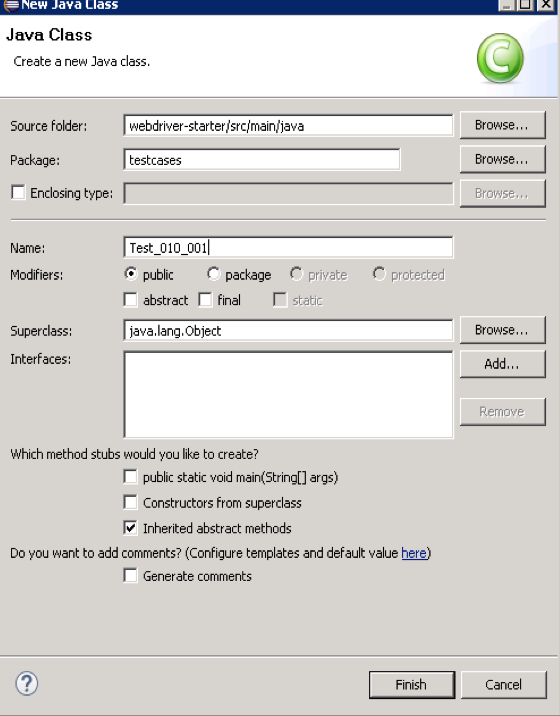 New Java Class
Java Class
Create a new Java class.
C
Source folder: webdriver-starter/src/main/java Browse...
Package: testcases Browse...
Enclosing type: Browse...
Name: Test_010_001
Modifiers: public package private protected
abstract final static
Superclass: java.lang.Object Browse...
Interfaces: Add...
Remove
Which method stubs would you like to create?
public static void main(String[] args)
Constructors from superclass
Inherited abstract methods
Do you want to add comments? (Configure templates and default value here)
Generate comments
? Finish Cancel